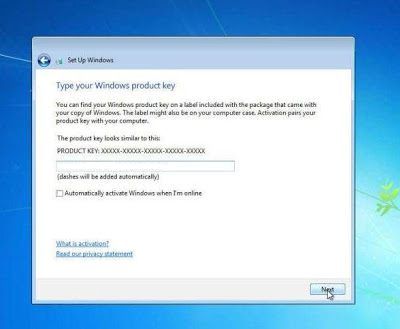 Set Up Windows
Type your Windows product key
You can find your Windows product key on a label included with the package that came with
your copy of Windows. The label might also be on your computer case. Activation pairs your
product key with your computer.
The product key looks similar to this:
PRODUCT KEY: XXXXX-XXXXX-XXXXX-XXXXX-XXXXX
(dashes will be added automatically)
Automatically activate Windows when I'm online
What is activation?
Read our privacy statement
Next